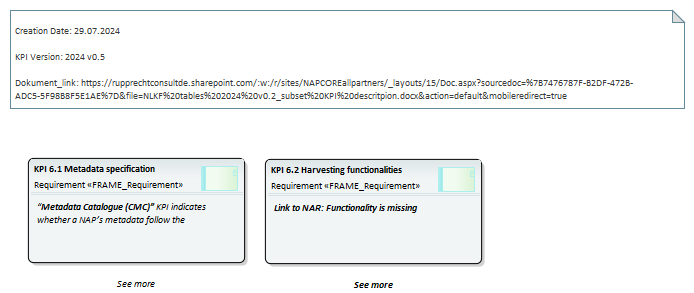 Creation Date: 29.07.2024
KPI Version: 2024 v0.5
Dokument_link: https://rupprechtconsultde.sharepoint.com/:w:/r/sites/NAPCOREallpartners/_layouts/15/Doc.aspx?sourcedoc=%7B7476787F-B2DF-472B-
ADC5-5F98B8F5E1AE%7D&file=NLKF%20tables%202024%20v0.2_subset%20KPI%20descritpion.docx&action=default&mobileredirect=true
KPI 6.1 Metadata specification
Requirement «FRAME_Requirement»
“Metadata Catalogue (CMC)” KPI indicates
whether a NAP’s metadata follow the
See more
KPI 6.2 Harvesting functionalities
Requirement «FRAME_Requirement»
Link to NAR: Functionality is missing
See more